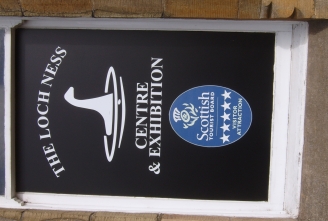 THE LOCH NESS
CENTRE
& EXHIBITION
Scottish
TOURIST BOARD
★★★★★
VISITOR
ATTRACTION